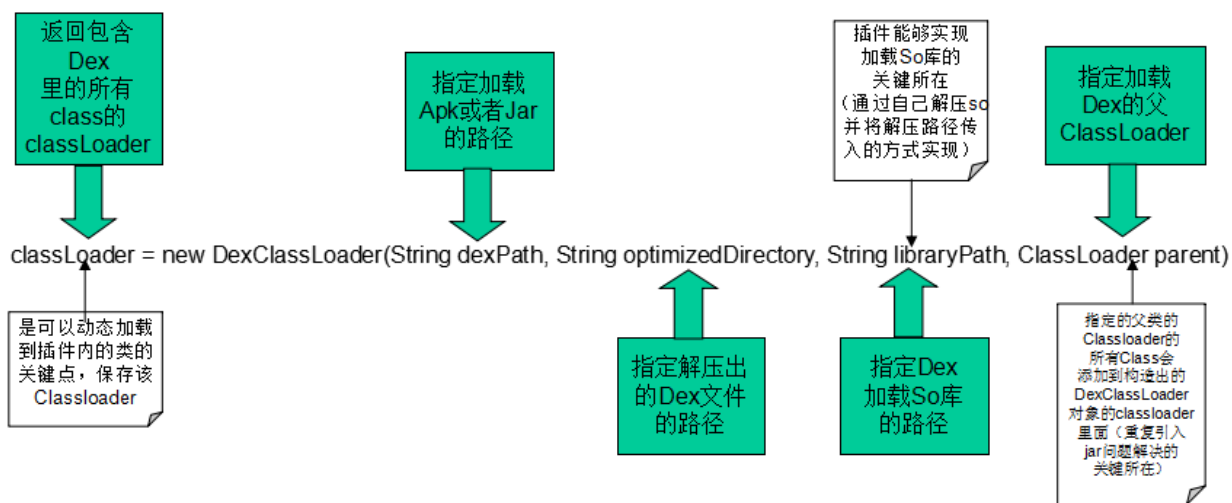 返回包含
Dex
里的所有
class的
classLoader
指定加载
Apk或者Jar
的路径
插件能够实现
加载So库的
关键所在
（通过自己解压so
并将解压路径传
入的方式实现）
指定加载
Dex的父
ClassLoader
classLoader = new DexClassLoader(String dexPath, String optimizedDirectory, String libraryPath, ClassLoader parent)
是可以动态加载
到插件内的类的
关键点，保存该
Classloader
指定解压出
的Dex文件
的路径
指定Dex
加载So库
的路径
指定的父类的
Classloader的
所有Class会
添加到构造出的
DexClassLoader
对象的classloader
里面（重复引入
jar问题解决的
关键所在）